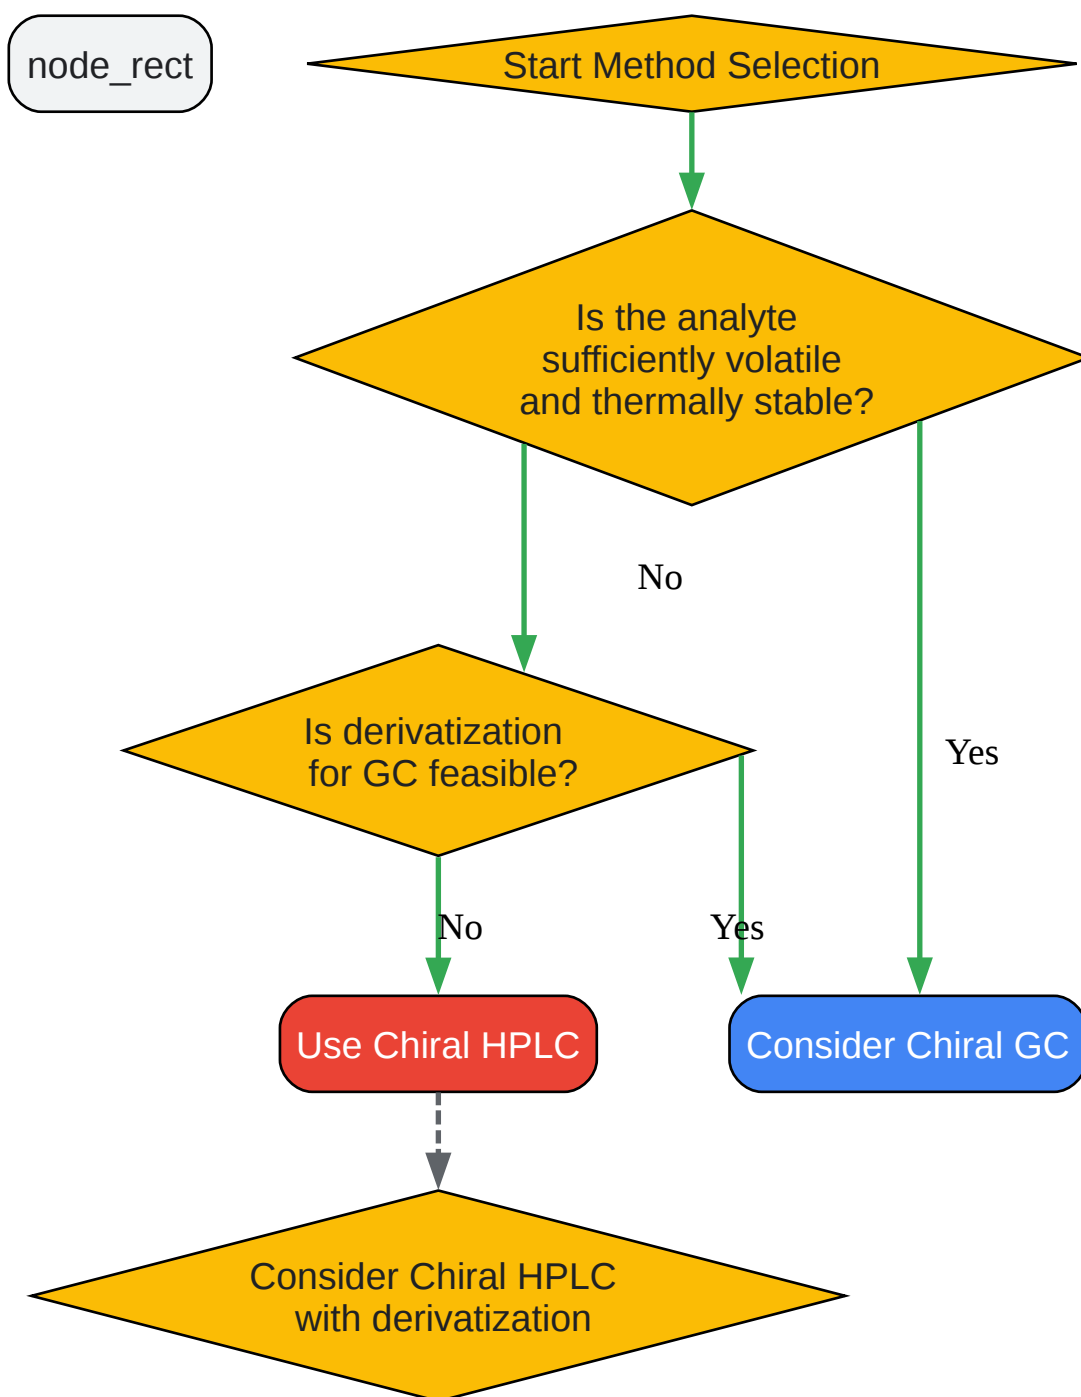 node_rect
Start Method Selection
Is the analyte
sufficiently volatile
and thermally stable?
No
Is derivatization
for GC feasible?
Yes
No
Yes
Use Chiral HPLC
Consider Chiral GC
Consider Chiral HPLC
with derivatization